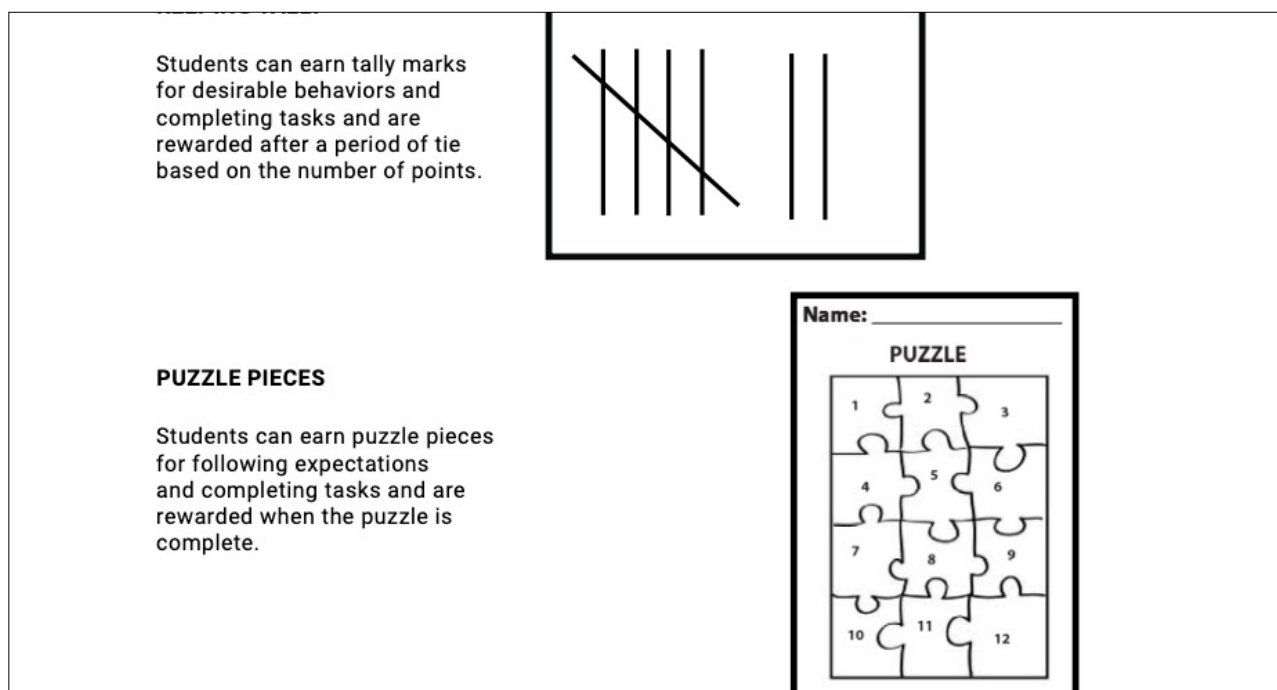 Students can earn tally marks
for desirable behaviors and
completing tasks and are
rewarded after a period of tie
based on the number of points.
PUZZLE PIECES
Students can earn puzzle pieces
for following expectations
and completing tasks and are
rewarded when the puzzle is
complete.
Name:
PUZZLE
1 2 3
4 5 6
7 8 9
10 11 12